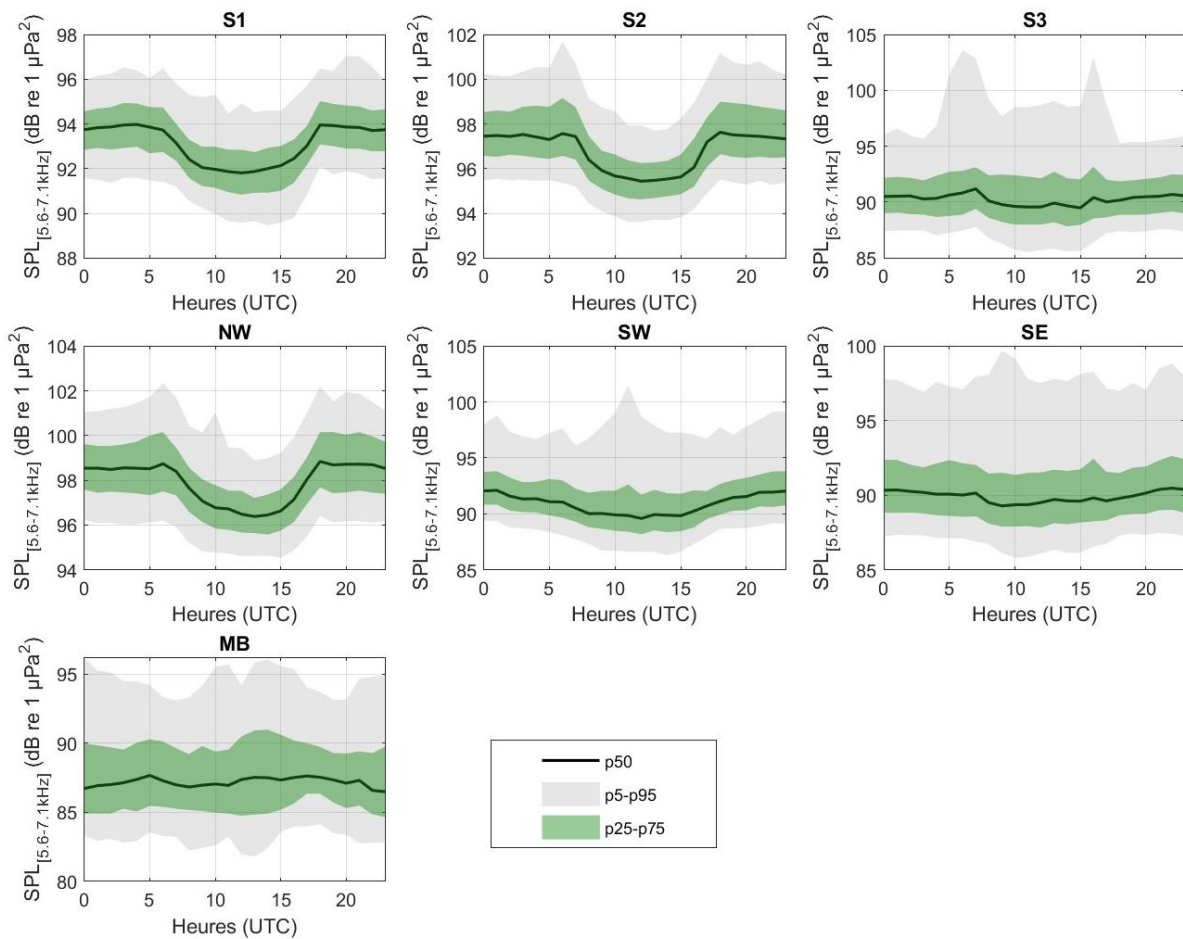 S1
SPL[5.6-7.1kHz] (dB re 1 µPa²)
98
96
94
92
90
88
0 5 10 15 20
Heures (UTC)
S2
SPL[5.6-7.1kHz] (dB re 1 µPa²)
102
100
98
96
94
92
0 5 10 15 20
Heures (UTC)
S3
SPL[5.6-7.1kHz] (dB re 1 µPa²)
105
100
95
90
85
0 5 10 15 20
Heures (UTC)
NW
SPL[5.6-7.1kHz] (dB re 1 µPa²)
104
102
100
98
96
94
0 5 10 15 20
Heures (UTC)
SW
SPL[5.6-7.1kHz] (dB re 1 µPa²)
105
100
95
90
85
0 5 10 15 20
Heures (UTC)
SE
SPL[5.6-7.1kHz] (dB re 1 µPa²)
100
95
90
85
0 5 10 15 20
Heures (UTC)
MB
SPL[5.6-7.1kHz] (dB re 1 µPa²)
95
90
85
80
0 5 10 15 20
Heures (UTC)
p50
p5-p95
p25-p75